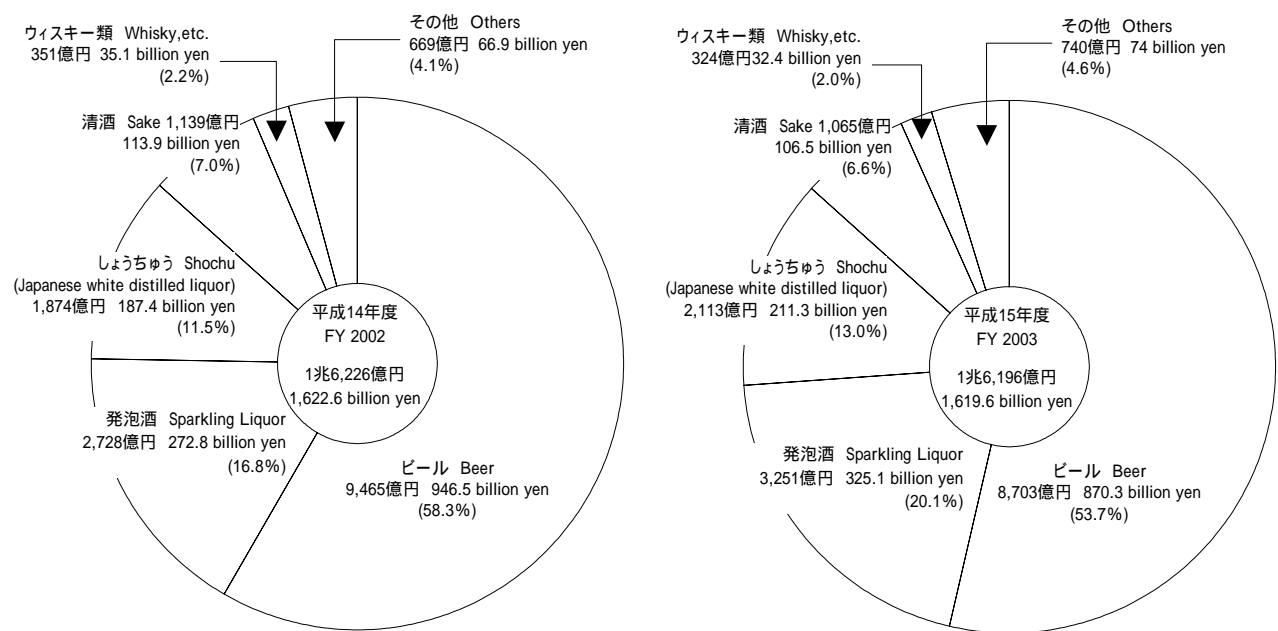 ウィスキー類 Whisky,etc.
351億円 35.1 billion yen
(2.2%)
その他 Others
669億円 66.9 billion yen
(4.1%)
清酒 Sake 1,139億円
113.9 billion yen
(7.0%)
しょうちゅう Shochu
(Japanese white distilled liquor)
1,874億円 187.4 billion yen
(11.5%)
平成14年度
FY 2002
1兆6,226億円
1,622.6 billion yen
発泡酒 Sparkling Liquor
2,728億円 272.8 billion yen
(16.8%)
ビール Beer
9,465億円 946.5 billion yen
(58.3%)
ウィスキー類 Whisky,etc.
324億円32.4 billion yen
(2.0%)
その他 Others
740億円 74 billion yen
(4.6%)
清酒 Sake 1,065億円
106.5 billion yen
(6.6%)
しょうちゅう Shochu
(Japanese white distilled liquor)
2,113億円 211.3 billion yen
(13.0%)
平成15年度
FY 2003
1兆6,196億円
1,619.6 billion yen
発泡酒 Sparkling Liquor
3,251億円 325.1 billion yen
(20.1%)
ビール Beer
8,703億円 870.3 billion yen
(53.7%)